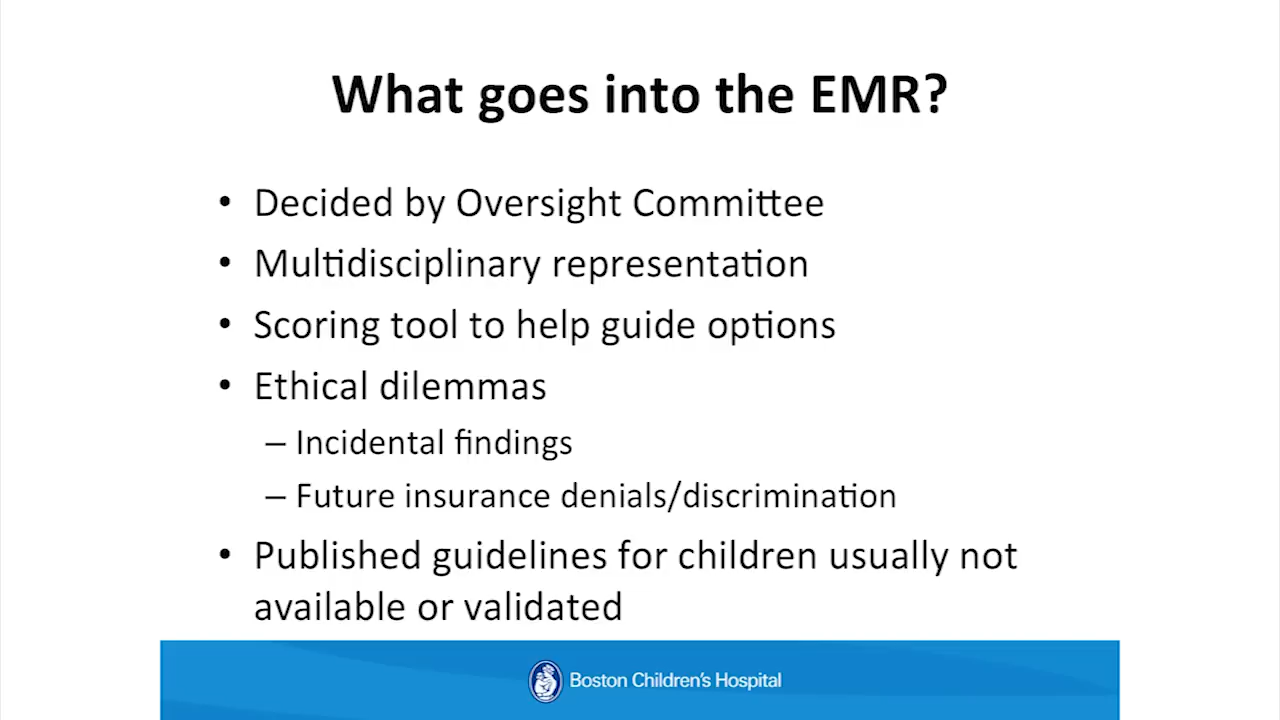 What goes into the EMR?
• Decided by Oversight Committee
• Multidisciplinary representation
• Scoring tool to help guide options
• Ethical dilemmas
– Incidental findings
– Future insurance denials/discrimination
• Published guidelines for children usually not
available or validated
Boston Children's Hospital